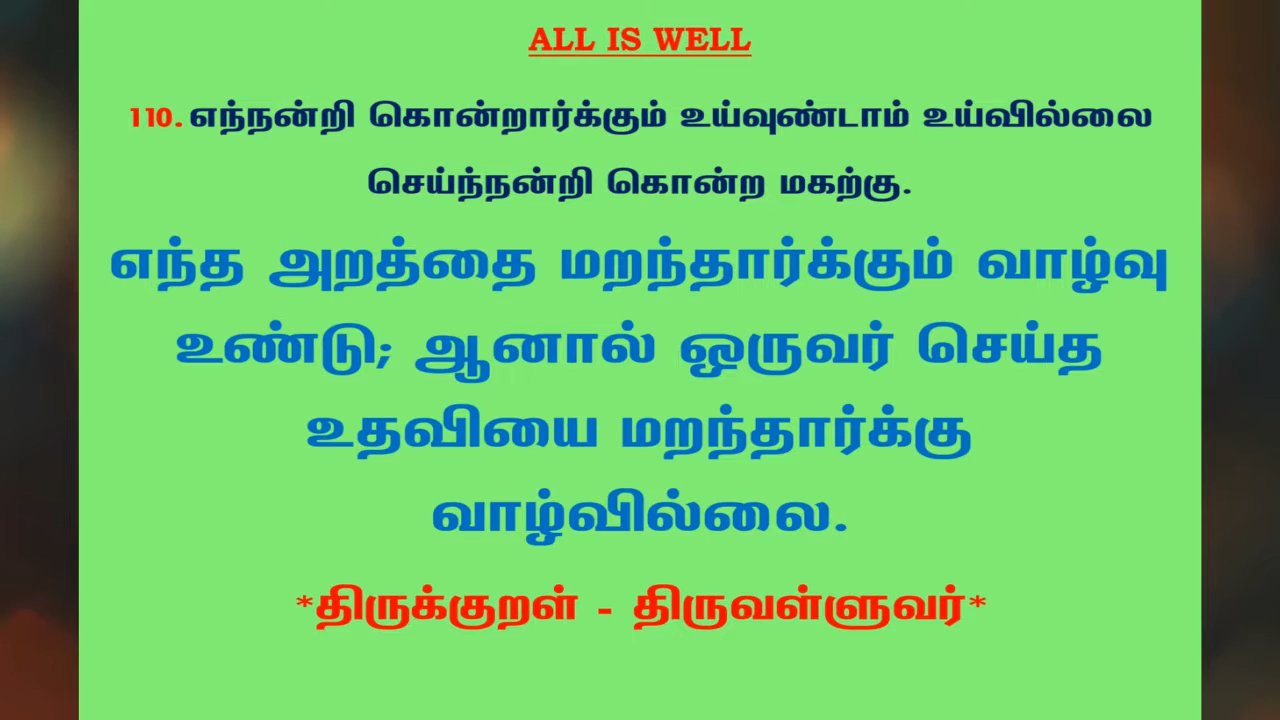 ALL IS WELL
110. எந்நன்றி கொன்றார்க்கும் உய்வுண்டாம் உய்வில்லை
செய்ந்நன்றி கொன்ற மகற்கு.
எந்த அறத்தை மறந்தார்க்கும் வாழ்வு
உண்டு; ஆனால் ஒருவர் செய்த
உதவியை மறந்தார்க்கு
வாழ்வில்லை.
*திருக்குறள் - திருவள்ளுவர்*